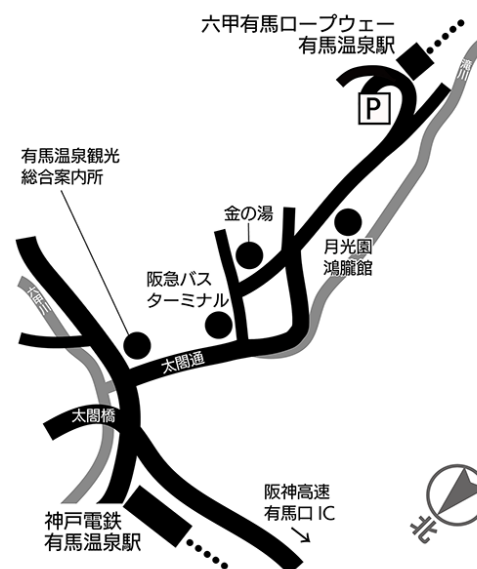 六甲有馬ロープウェー
有馬温泉駅
滝川
P
有馬温泉観光
総合案内所
金の湯
月光園
鴻朧館
阪急バス
ターミナル
六甲川
太閤通
太閤橋
阪神高速
有馬口 IC
神戸電鉄
有馬温泉駅
北